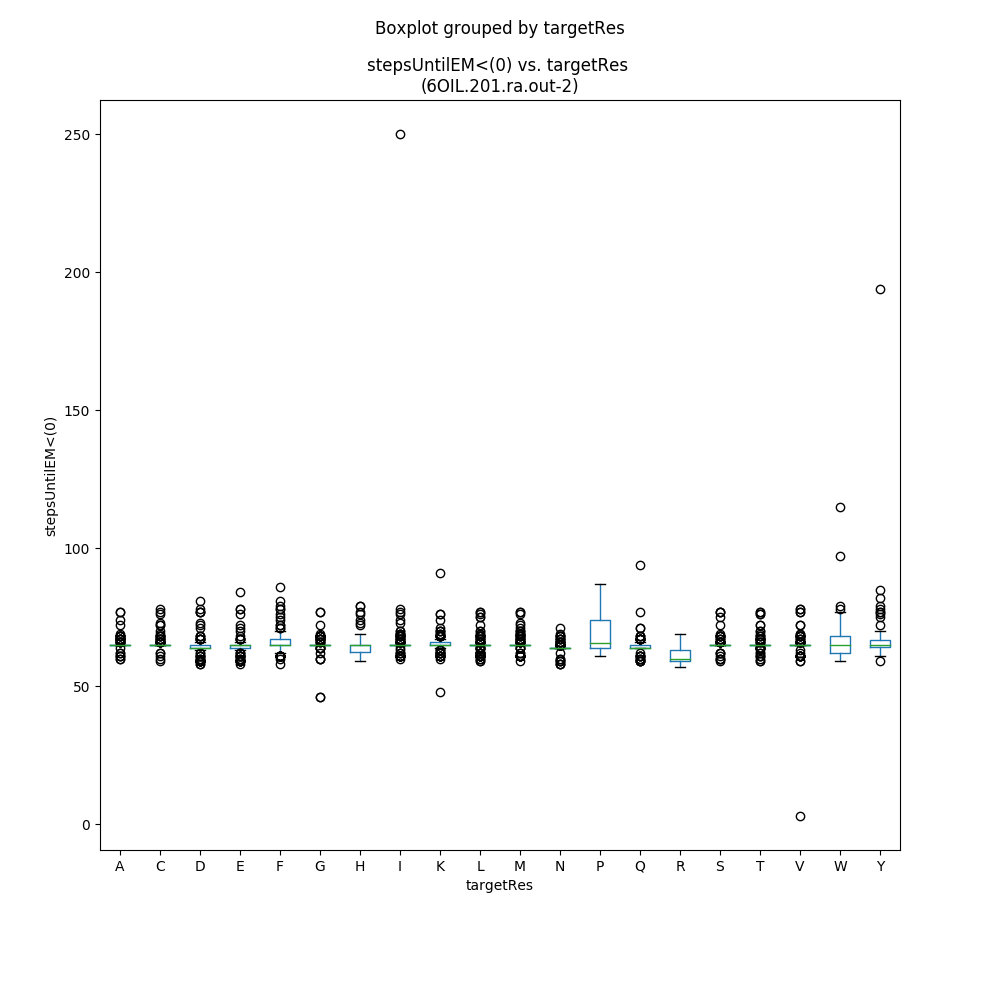 Boxplot grouped by targetRes
stepsUntilEM<(0) vs. targetRes
(6OIL.201.ra.out-2)
250
200
150
100
50
0
stepsUntilEM<(0)
A C D E F G H I K L M N P Q R S T V W Y
targetRes